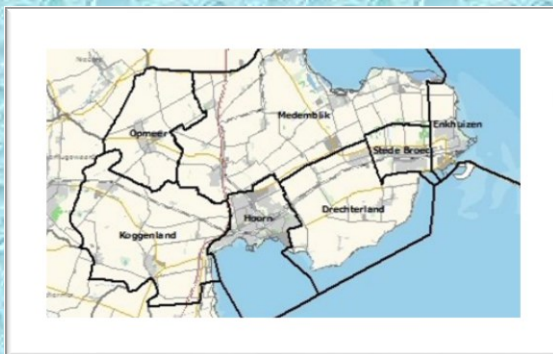 Medemblik
Enkhuizen
Opmeer
Stede Broec
Drechterland
Hoorn
Koggenland